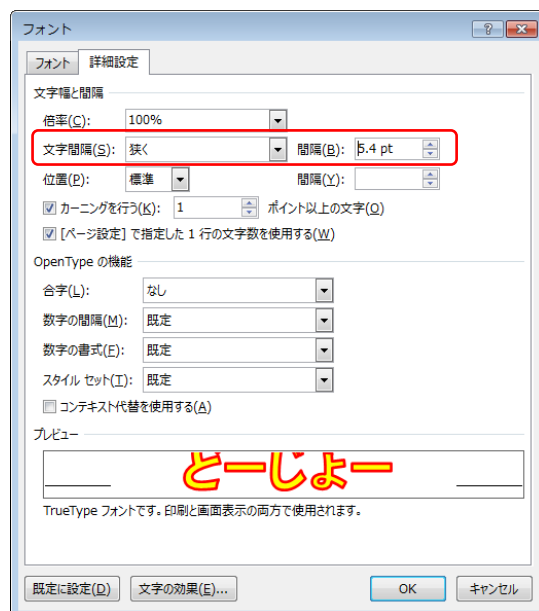 フォント
フォント 詳細設定
文字幅と間隔
倍率(C): 100%
文字間隔(S): 狭く 間隔(B): 5.4 pt
位置(P): 標準 間隔(Y):
カーニングを行う(K): 1 ポイント以上の文字(O)
[ページ設定] で指定した 1 行の文字数を使用する(W)
OpenType の機能
合字(L): なし
数字の間隔(M): 既定
数字の書式(F): 既定
スタイル セット(T): 既定
コンテキスト代替を使用する(A)
プレビュー
どーじょー
TrueType フォントです。印刷と画面表示の両方で使用されます。
既定に設定(D) 文字の効果(E)... OK キャンセル